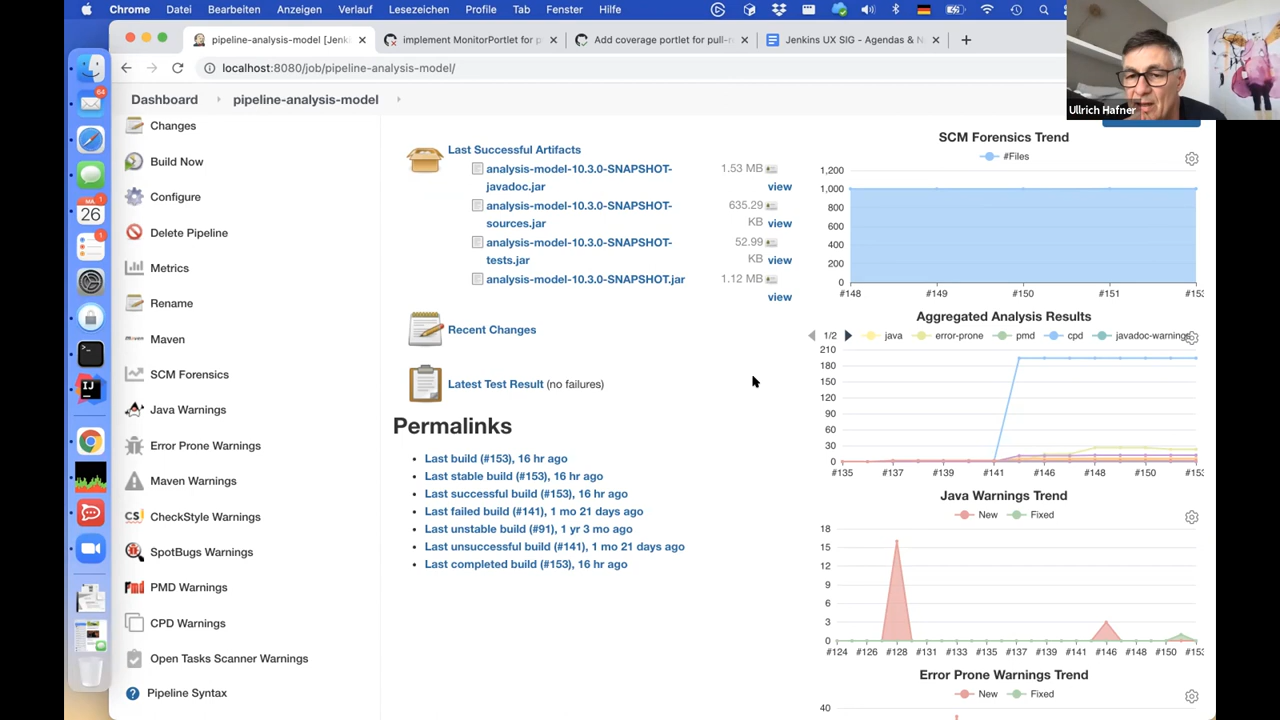 Chrome Datei Bearbeiten Anzeigen Verlauf Lesezeichen Profile Tab Fenster Hilfe
pipeline-analysis-model [Jenk
implement MonitorPortlet for p
Add coverage portlet for pull-r
Jenkins UX SIG - Agendas & N
localhost:8080/job/pipeline-analysis-model/
Ullrich Hafner
Dashboard
pipeline-analysis-model
64
26
1
1
Changes
Build Now
Configure
Delete Pipeline
Metrics
Rename
Maven
SCM Forensics
Java Warnings
Error Prone Warnings
Maven Warnings
CheckStyle Warnings
SpotBugs Warnings
PMD Warnings
CPD Warnings
Open Tasks Scanner Warnings
Pipeline Syntax
Last Successful Artifacts
analysis-model-10.3.0-SNAPSHOT-
javadoc.jar
1.53 MB
view
analysis-model-10.3.0-SNAPSHOT-
sources.jar
635.29
KB view
analysis-model-10.3.0-SNAPSHOT-
tests.jar
52.99
KB view
analysis-model-10.3.0-SNAPSHOT.jar
1.12 MB
view
Recent Changes
Latest Test Result (no failures)
Permalinks
Last build (#153), 16 hr ago
Last stable build (#153), 16 hr ago
Last successful build (#153), 16 hr ago
Last failed build (#141), 1 mo 21 days ago
Last unstable build (#91), 1 yr 3 mo ago
Last unsuccessful build (#141), 1 mo 21 days ago
Last completed build (#153), 16 hr ago
SCM Forensics Trend
#Files
1,200
1,000
800
600
400
200
0
#148 #149 #150 #151 #153
Aggregated Analysis Results
1/2 java error-prone pmd cpd javadoc-warnings
210
180
150
120
90
60
30
0
#135 #137 #139 #141 #146 #148 #150 #153
Java Warnings Trend
New Fixed
18
15
12
9
6
3
0
#124 #126 #128 #131 #133 #135 #137 #139 #141 #146 #148 #150 #153
Error Prone Warnings Trend
New Fixed
40